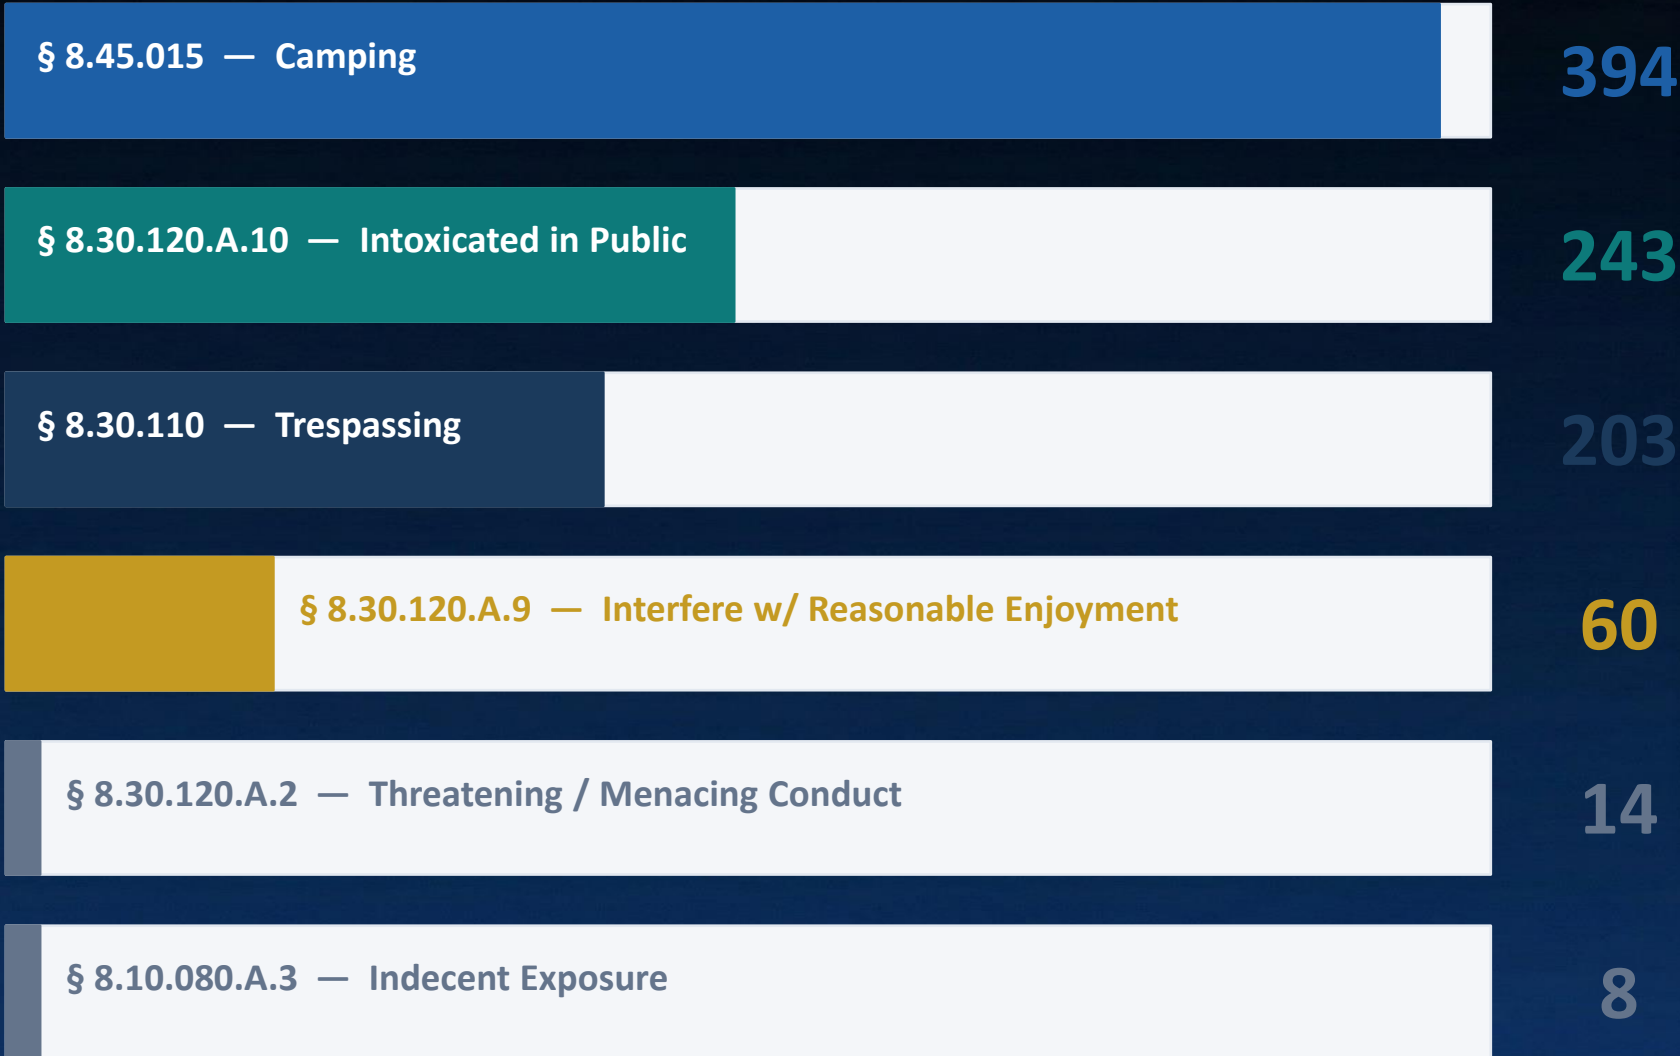 § 8.45.015 — Camping 394
§ 8.30.120.A.10 — Intoxicated in Public 243
§ 8.30.110 — Trespassing 203
§ 8.30.120.A.9 — Interfere w/ Reasonable Enjoyment 60
§ 8.30.120.A.2 — Threatening / Menacing Conduct 14
§ 8.10.080.A.3 — Indecent Exposure 8